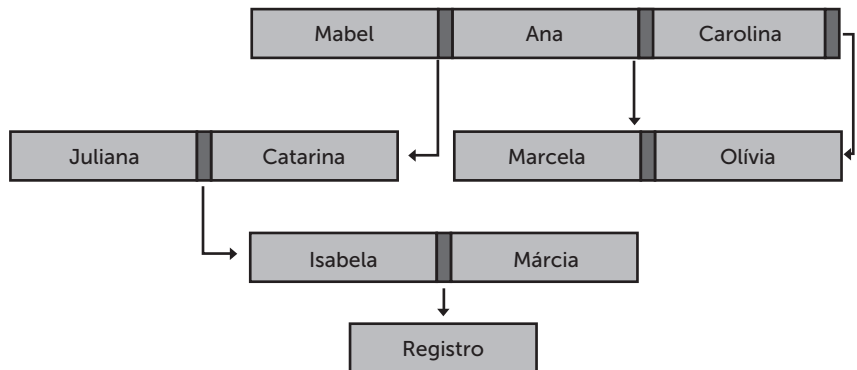 Mabel Ana Carolina
Juliana Catarina Marcela Olívia
Isabela Márcia
Registro